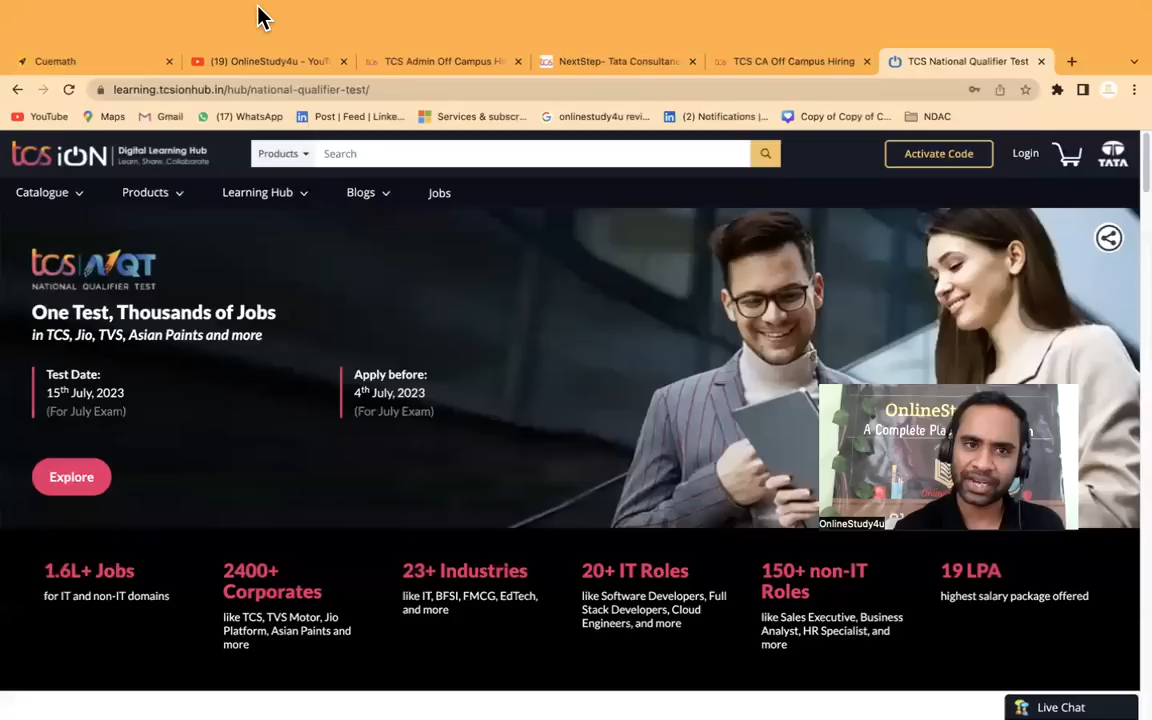 Cuemath
(19) OnlineStudy4u - YouT
TCS Admin Off Campus Hi
NextStep- Tata Consultanc
TCS CA Off Campus Hiring
TCS National Qualifier Test
learning.tcsionhub.in/hub/national-qualifier-test/
YouTube
Maps
Gmail
(17) WhatsApp
Post | Feed | Linke...
Services & subscr...
onlinestudy4u revi...
(2) Notifications |...
Copy of Copy of C...
NDAC
tcs iON
Digital Learning Hub
Learn. Share. Collaborate
Products
Search
Activate Code
Login
TATA
Catalogue
Products
Learning Hub
Blogs
Jobs
tcs NQT
NATIONAL QUALIFIER TEST
One Test, Thousands of Jobs
in TCS, Jio, TVS, Asian Paints and more
Test Date:
15th July, 2023
(For July Exam)
Apply before:
4th July, 2023
(For July Exam)
Explore
OnlineSt
A Complete Pla
OnlineStudy4u
1.6L+ Jobs
for IT and non-IT domains
2400+
Corporates
like TCS, TVS Motor, Jio
Platform, Asian Paints and
more
23+ Industries
like IT, BFSI, FMCG, EdTech,
and more
20+ IT Roles
like Software Developers, Full
Stack Developers, Cloud
Engineers, and more
150+ non-IT
Roles
like Sales Executive, Business
Analyst, HR Specialist, and
more
19 LPA
highest salary package offered
Live Chat